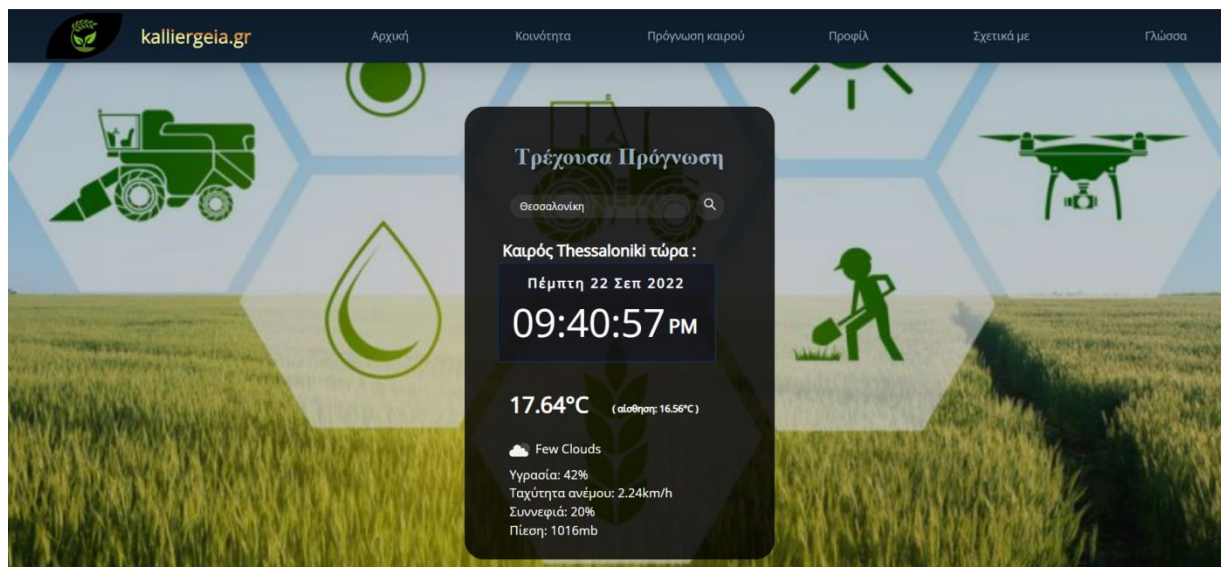 kalliergeia.gr
Αρχική
Κοινότητα
Πρόγνωση καιρού
Προφίλ
Σχετικά με
Γλώσσα
Τρέχουσα Πρόγνωση
Θεσσαλονίκη
Καιρός Thessaloniki τώρα :
Πέμπτη 22 Σεπ 2022
09:40:57 PM
17.64°C ( αίσθηση: 16.56°C )
Few Clouds
Υγρασία: 42%
Ταχύτητα ανέμου: 2.24km/h
Συννεφιά: 20%
Πίεση: 1016mb